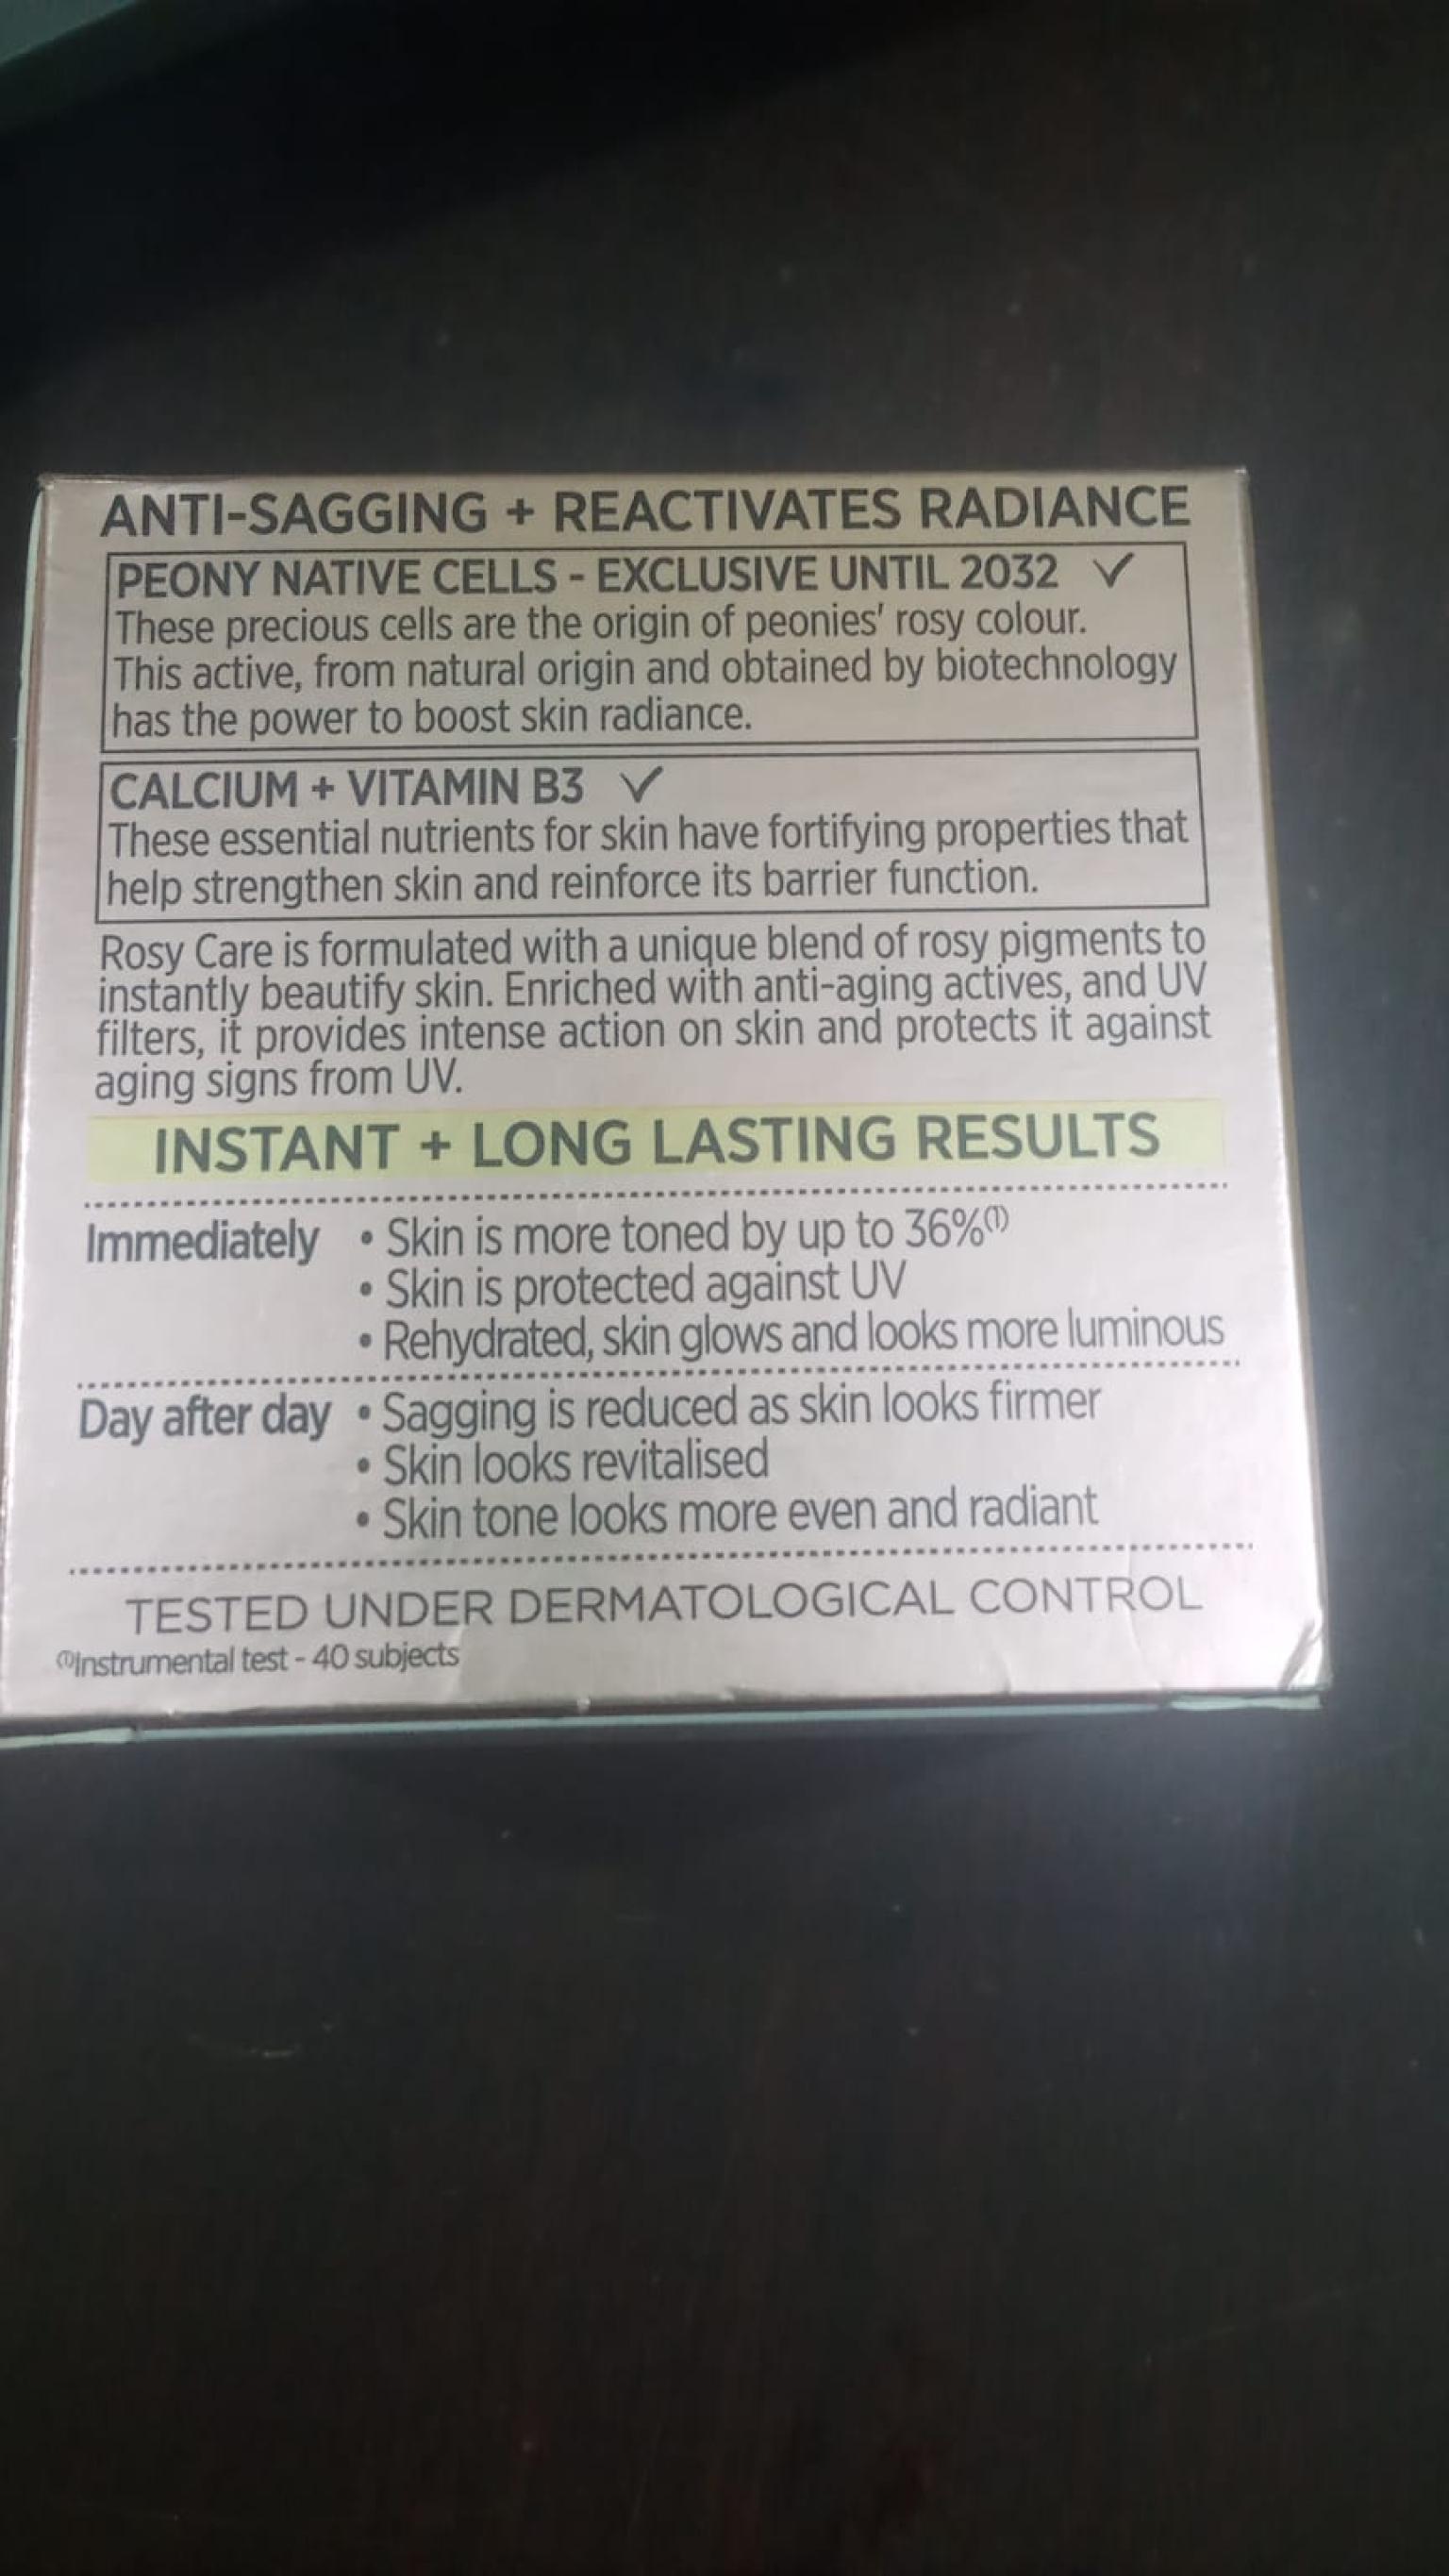 ANTI-SAGGING + REACTIVATES RADIANCE
PEONY NATIVE CELLS - EXCLUSIVE UNTIL 2032 ✓
These precious cells are the origin of peonies' rosy colour.
This active, from natural origin and obtained by biotechnology
has the power to boost skin radiance.
CALCIUM + VITAMIN B3 ✓
These essential nutrients for skin have fortifying properties that
help strengthen skin and reinforce its barrier function.
Rosy Care is formulated with a unique blend of rosy pigments to
instantly beautify skin. Enriched with anti-aging actives, and UV
filters, it provides intense action on skin and protects it against
aging signs from UV.
INSTANT + LONG LASTING RESULTS
Immediately • Skin is more toned by up to 36%(1)
• Skin is protected against UV
• Rehydrated, skin glows and looks more luminous
Day after day • Sagging is reduced as skin looks firmer
• Skin looks revitalised
• Skin tone looks more even and radiant
TESTED UNDER DERMATOLOGICAL CONTROL
(1)Instrumental test - 40 subjects